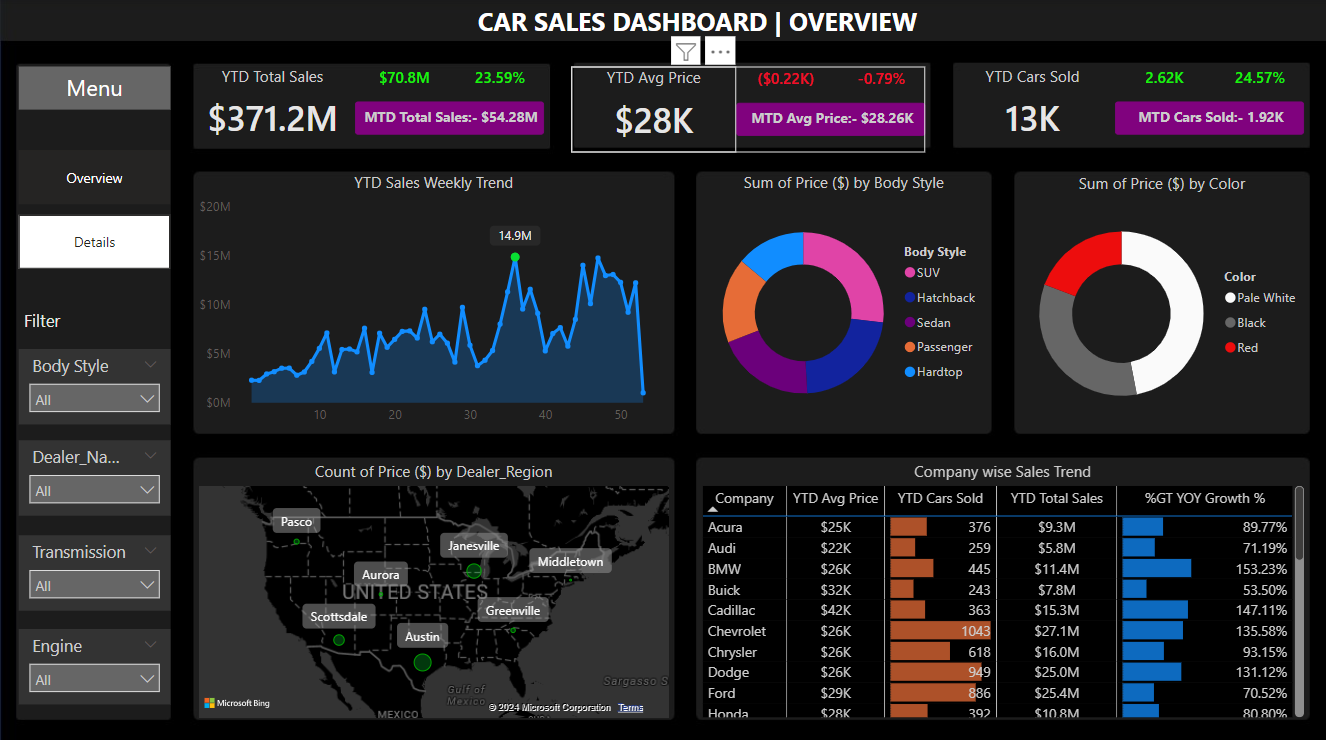 CAR SALES DASHBOARD | OVERVIEW
Menu
Overview
Details
Filter
Body Style
All
Dealer_Na...
All
Transmission
All
Engine
All
YTD Total Sales
$70.8M
23.59%
$371.2M
MTD Total Sales:- $54.28M
YTD Avg Price
($0.22K)
-0.79%
$28K
MTD Avg Price:- $28.26K
YTD Cars Sold
2.62K
24.57%
13K
MTD Cars Sold:- 1.92K
YTD Sales Weekly Trend
$20M
$15M
$10M
$5M
$0M
14.9M
10 20 30 40 50
Sum of Price ($) by Body Style
Body Style
SUV
Hatchback
Sedan
Passenger
Hardtop
Sum of Price ($) by Color
Color
Pale White
Black
Red
Count of Price ($) by Dealer_Region
Pasco
Janesville
Middletown
Aurora
UNITED STATES
Scottsdale
Greenville
Austin
Gulf of
Mexico
Sargasso S
MEXICO
Microsoft Bing
© 2024 Microsoft Corporation Terms
Company wise Sales Trend
Company YTD Avg Price YTD Cars Sold YTD Total Sales %GT YOY Growth %
Acura $25K 376 $9.3M 89.77%
Audi $22K 259 $5.8M 71.19%
BMW $26K 445 $11.4M 153.23%
Buick $32K 243 $7.8M 53.50%
Cadillac $42K 363 $15.3M 147.11%
Chevrolet $26K 1043 $27.1M 135.58%
Chrysler $26K 618 $16.0M 93.15%
Dodge $26K 949 $25.0M 131.12%
Ford $29K 886 $25.4M 70.52%
Honda $28K 392 $10.8M 80.80%